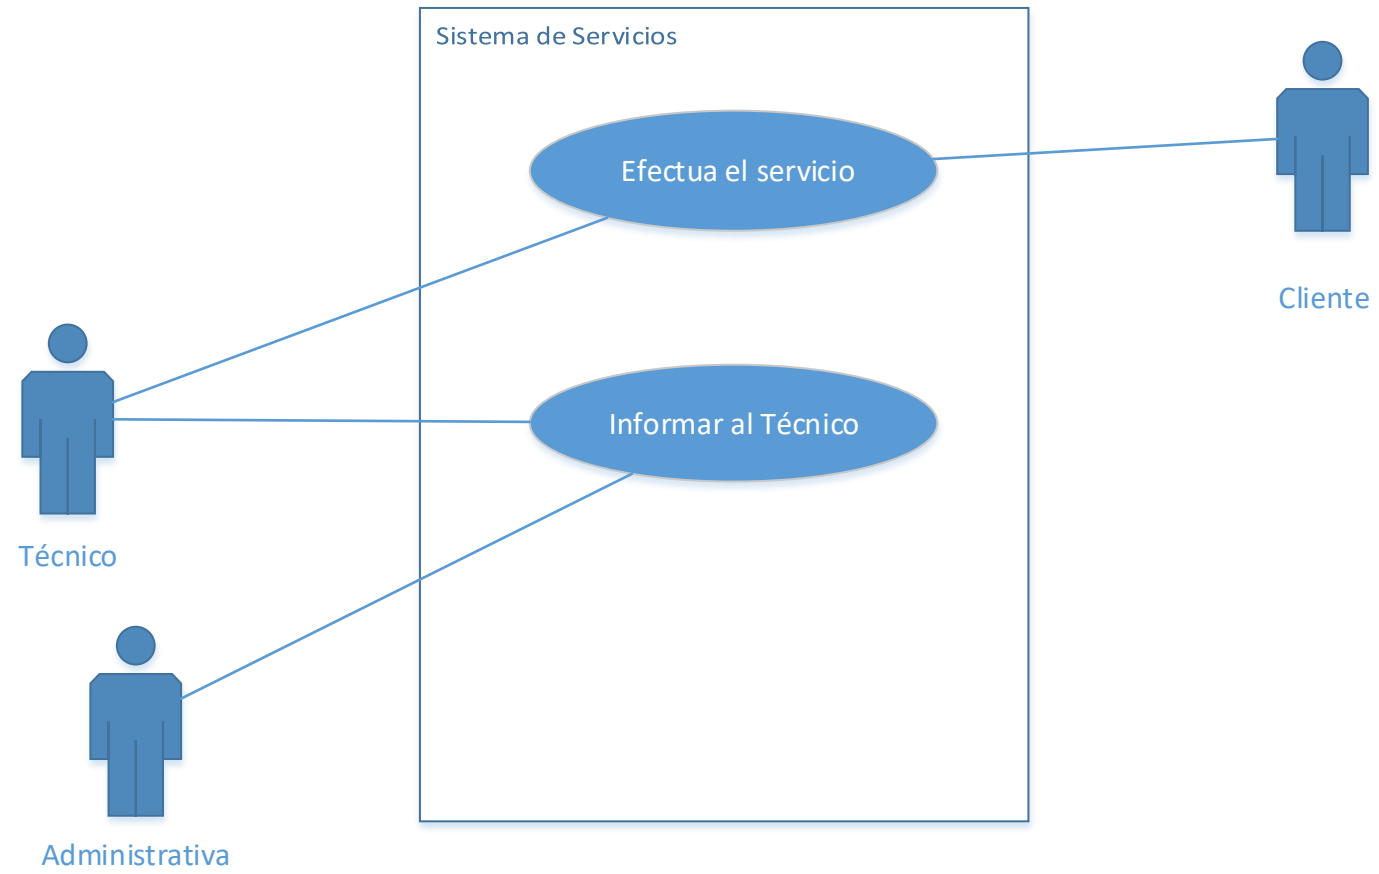 Sistema de Servicios
Efectua el servicio
Cliente
Informar al Técnico
Técnico
Administrativa